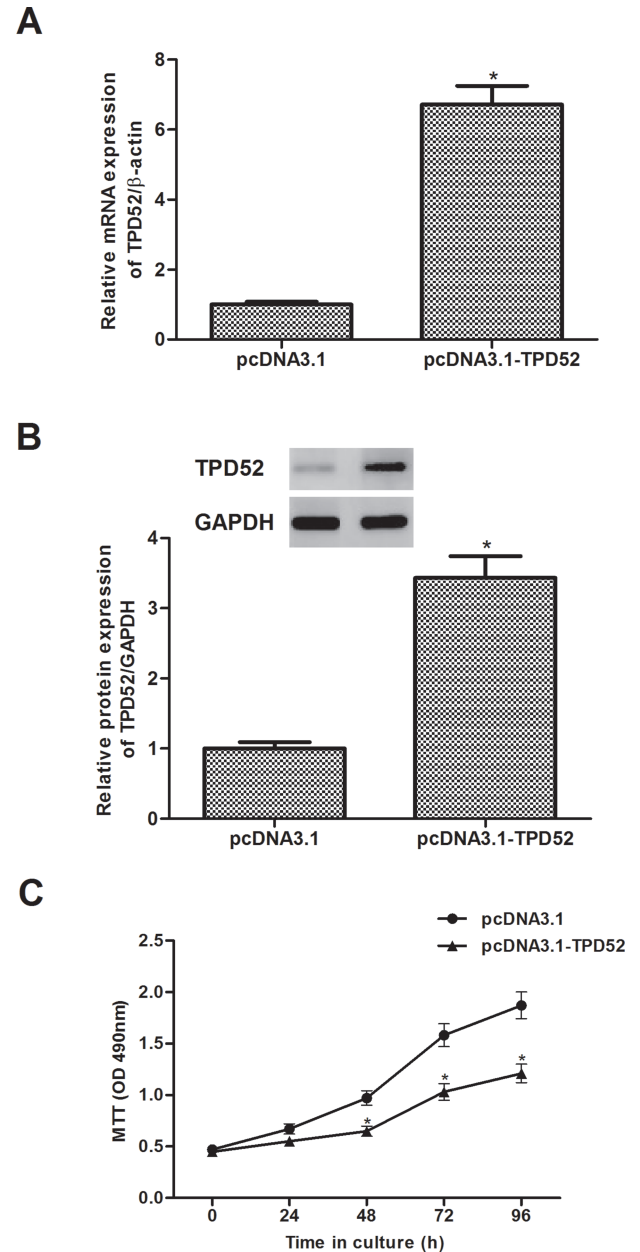 A
Relative mRNA expression
of TPD52/β-actin
8
6
4
2
0
*
pcDNA3.1
pcDNA3.1-TPD52
B
TPD52
GAPDH
Relative protein expression
of TPD52/GAPDH
4
3
2
1
0
*
pcDNA3.1
pcDNA3.1-TPD52
C
pcDNA3.1
pcDNA3.1-TPD52
MTT (OD 490nm)
2.5
2.0
1.5
1.0
0.5
0.0
*
*
*
0 24 48 72 96
Time in culture (h)